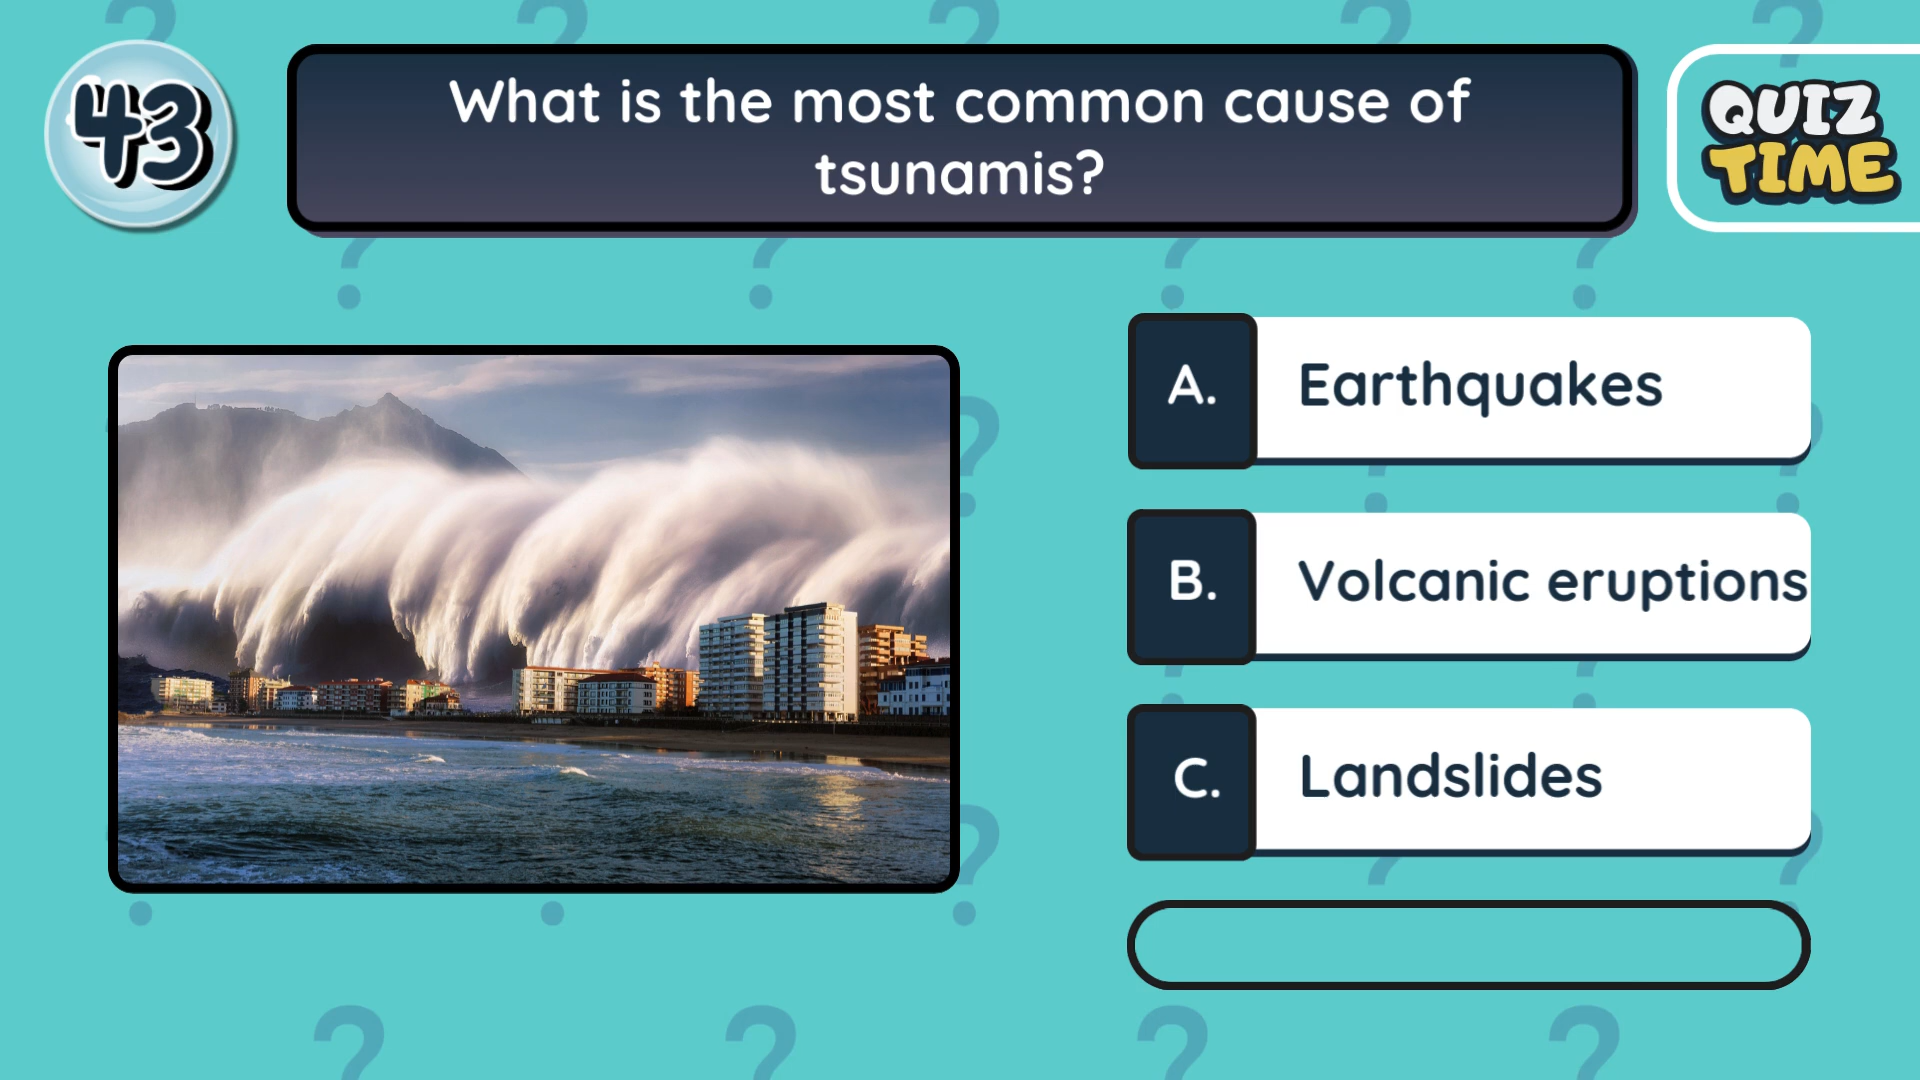 43
What is the most common cause of
tsunamis?
QUIZ
TIME
A. Earthquakes
B. Volcanic eruptions
C. Landslides